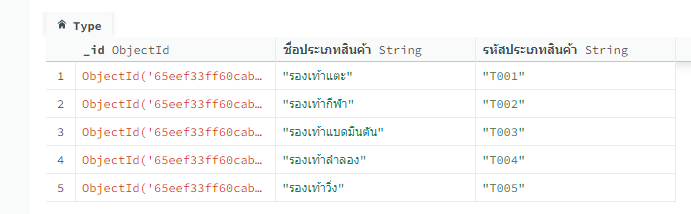 Type
_id ObjectId ชื่อประเภทสินค้า String รหัสประเภทสินค้า String
1 ObjectId('65eef33ff60cab… "รองเท้าแตะ" "T001"
2 ObjectId('65eef33ff60cab… "รองเท้ากีฬา" "T002"
3 ObjectId('65eef33ff60cab… "รองเท้าแบดมินตัน" "T003"
4 ObjectId('65eef33ff60cab… "รองเท้าลำลอง" "T004"
5 ObjectId('65eef33ff60cab… "รองเท้าวิ่ง" "T005"